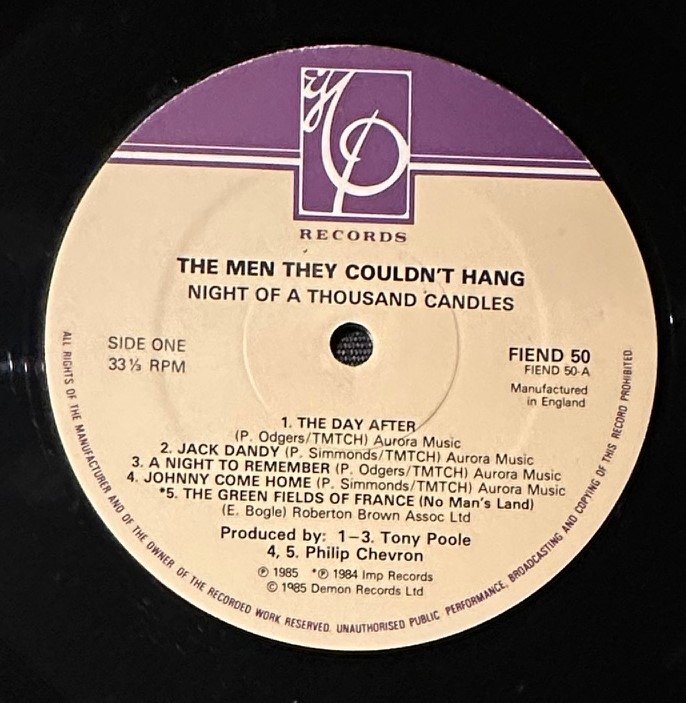 RECORDS
THE MEN THEY COULDN'T HANG
NIGHT OF A THOUSAND CANDLES
SIDE ONE
33⅓ RPM
FIEND 50
FIEND 50-A
Manufactured
in England
1. THE DAY AFTER
(P. Odgers/TMTCH) Aurora Music
2. JACK DANDY (P. Simmonds/TMTCH) Aurora Music
3. A NIGHT TO REMEMBER (P. Odgers/TMTCH) Aurora Music
4. JOHNNY COME HOME (P. Simmonds/TMTCH) Aurora Music
*5. THE GREEN FIELDS OF FRANCE (No Man's Land)
(E. Bogle) Roberton Brown Assoc Ltd
Produced by: 1–3. Tony Poole
4, 5. Philip Chevron
℗ 1985 *℗ 1984 Imp Records
© 1985 Demon Records Ltd
ALL RIGHTS OF THE MANUFACTURER AND OF THE OWNER OF THE RECORDED WORK RESERVED. UNAUTHORISED PUBLIC PERFORMANCE, BROADCASTING AND COPYING OF THIS RECORD PROHIBITED.